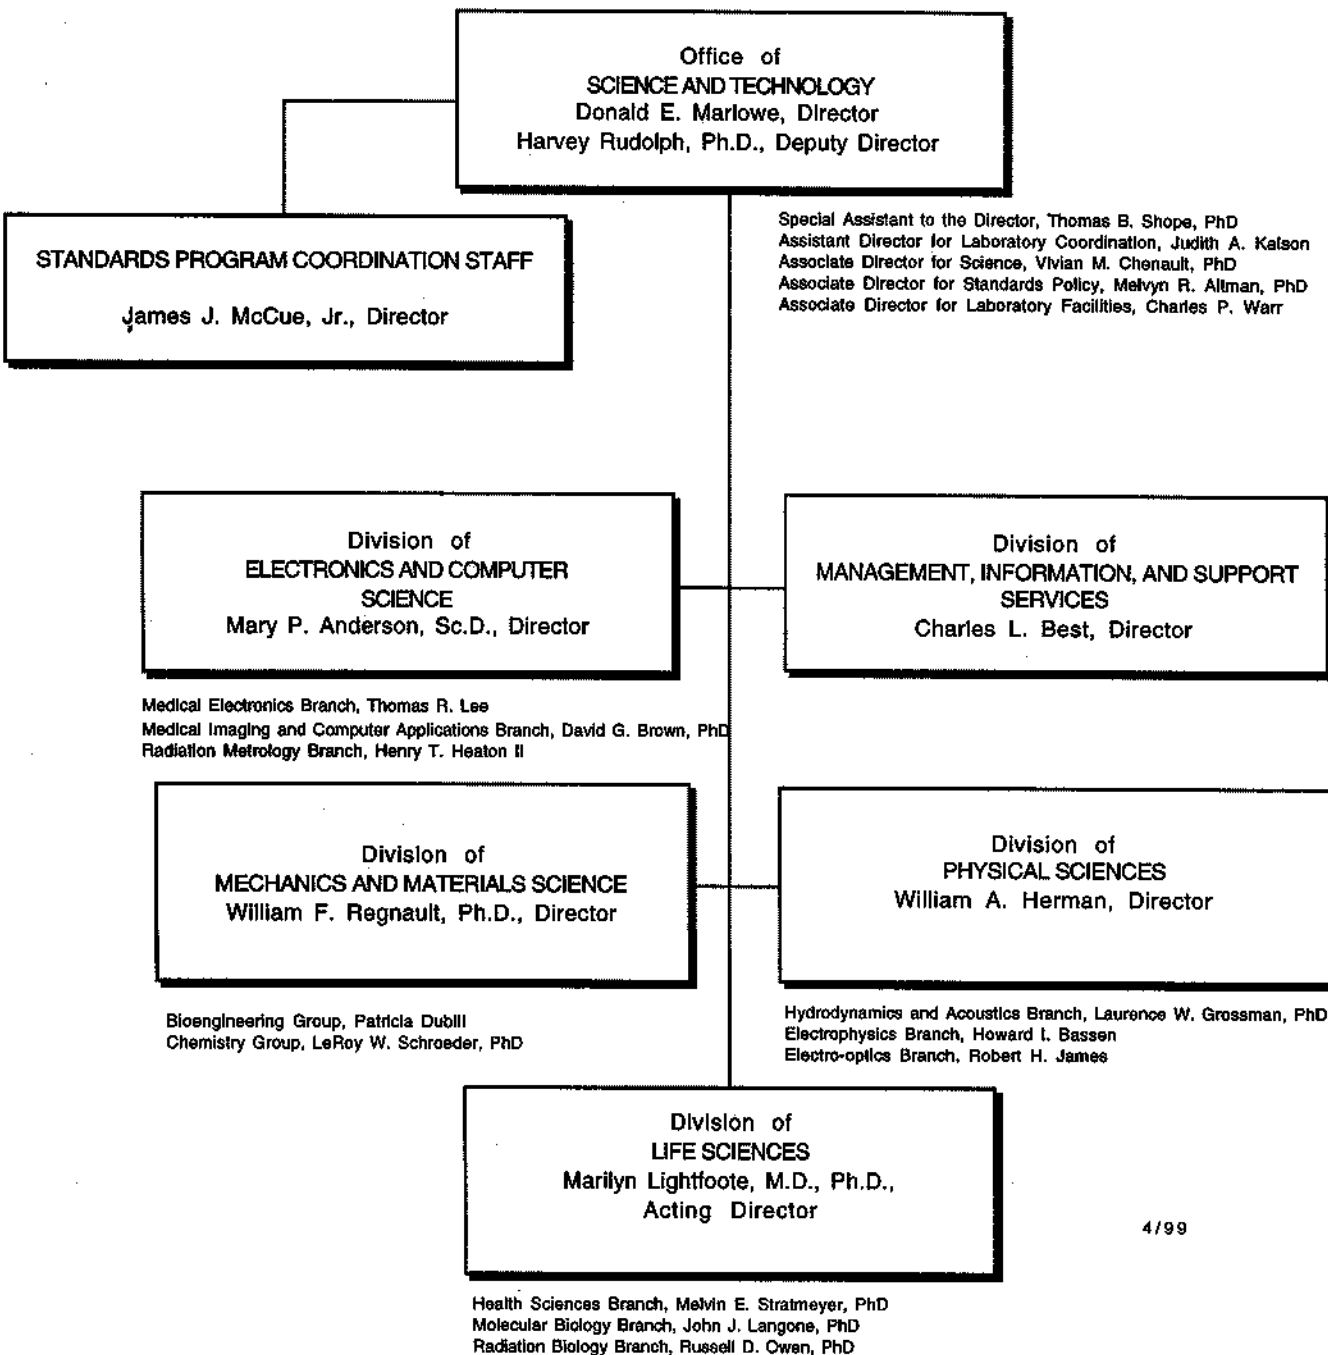 Office of
SCIENCE AND TECHNOLOGY
Donald E. Marlowe, Director
Harvey Rudolph, Ph.D., Deputy Director
STANDARDS PROGRAM COORDINATION STAFF
James J. McCue, Jr., Director
Special Assistant to the Director, Thomas B. Shope, PhD
Assistant Director for Laboratory Coordination, Judith A. Kalson
Associate Director for Science, Vivian M. Chenault, PhD
Associate Director for Standards Policy, Melvyn R. Altman, PhD
Associate Director for Laboratory Facilities, Charles P. Warr
Division of
ELECTRONICS AND COMPUTER
SCIENCE
Mary P. Anderson, Sc.D., Director
Medical Electronics Branch, Thomas R. Lee
Medical Imaging and Computer Applications Branch, David G. Brown, PhD
Radiation Metrology Branch, Henry T. Heaton II
Division of
MANAGEMENT, INFORMATION, AND SUPPORT
SERVICES
Charles L. Best, Director
Division of
MECHANICS AND MATERIALS SCIENCE
William F. Regnault, Ph.D., Director
Bioengineering Group, Patricia Dubill
Chemistry Group, LeRoy W. Schroeder, PhD
Division of
PHYSICAL SCIENCES
William A. Herman, Director
Hydrodynamics and Acoustics Branch, Laurence W. Grossman, PhD
Electrophysics Branch, Howard I. Bassen
Electro-optics Branch, Robert H. James
Division of
LIFE SCIENCES
Marilyn Lightfoote, M.D., Ph.D.,
Acting Director
Health Sciences Branch, Melvin E. Stratmeyer, PhD
Molecular Biology Branch, John J. Langone, PhD
Radiation Biology Branch, Russell D. Owen, PhD
4/99